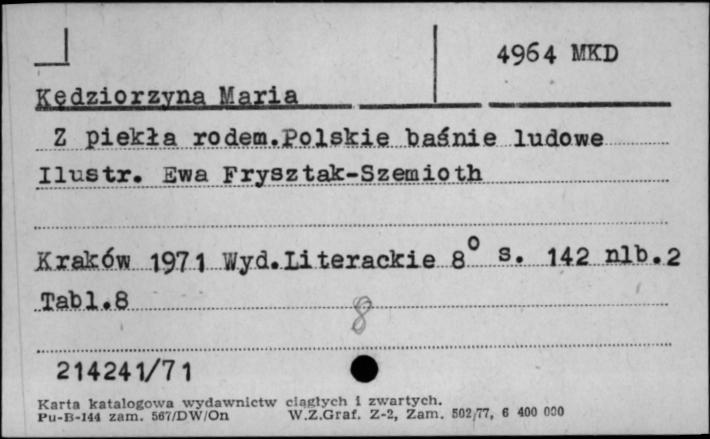 4964 MKD
Kędziorzyna Maria
Z piekła rodem.Polskie baśnie ludowe
Ilustr. Ewa Frysztak-Szemioth
Kraków 1971 Wyd.Literackie 8° s. 142 nlb.2
Tabl.8
8
214241/71
Karta katalogowa wydawnictw ciągłych i zwartych.
Pu-B-144 zam. 567/DW/On W.Z.Graf. Z-2, Zam. 502/77, 6 400 000